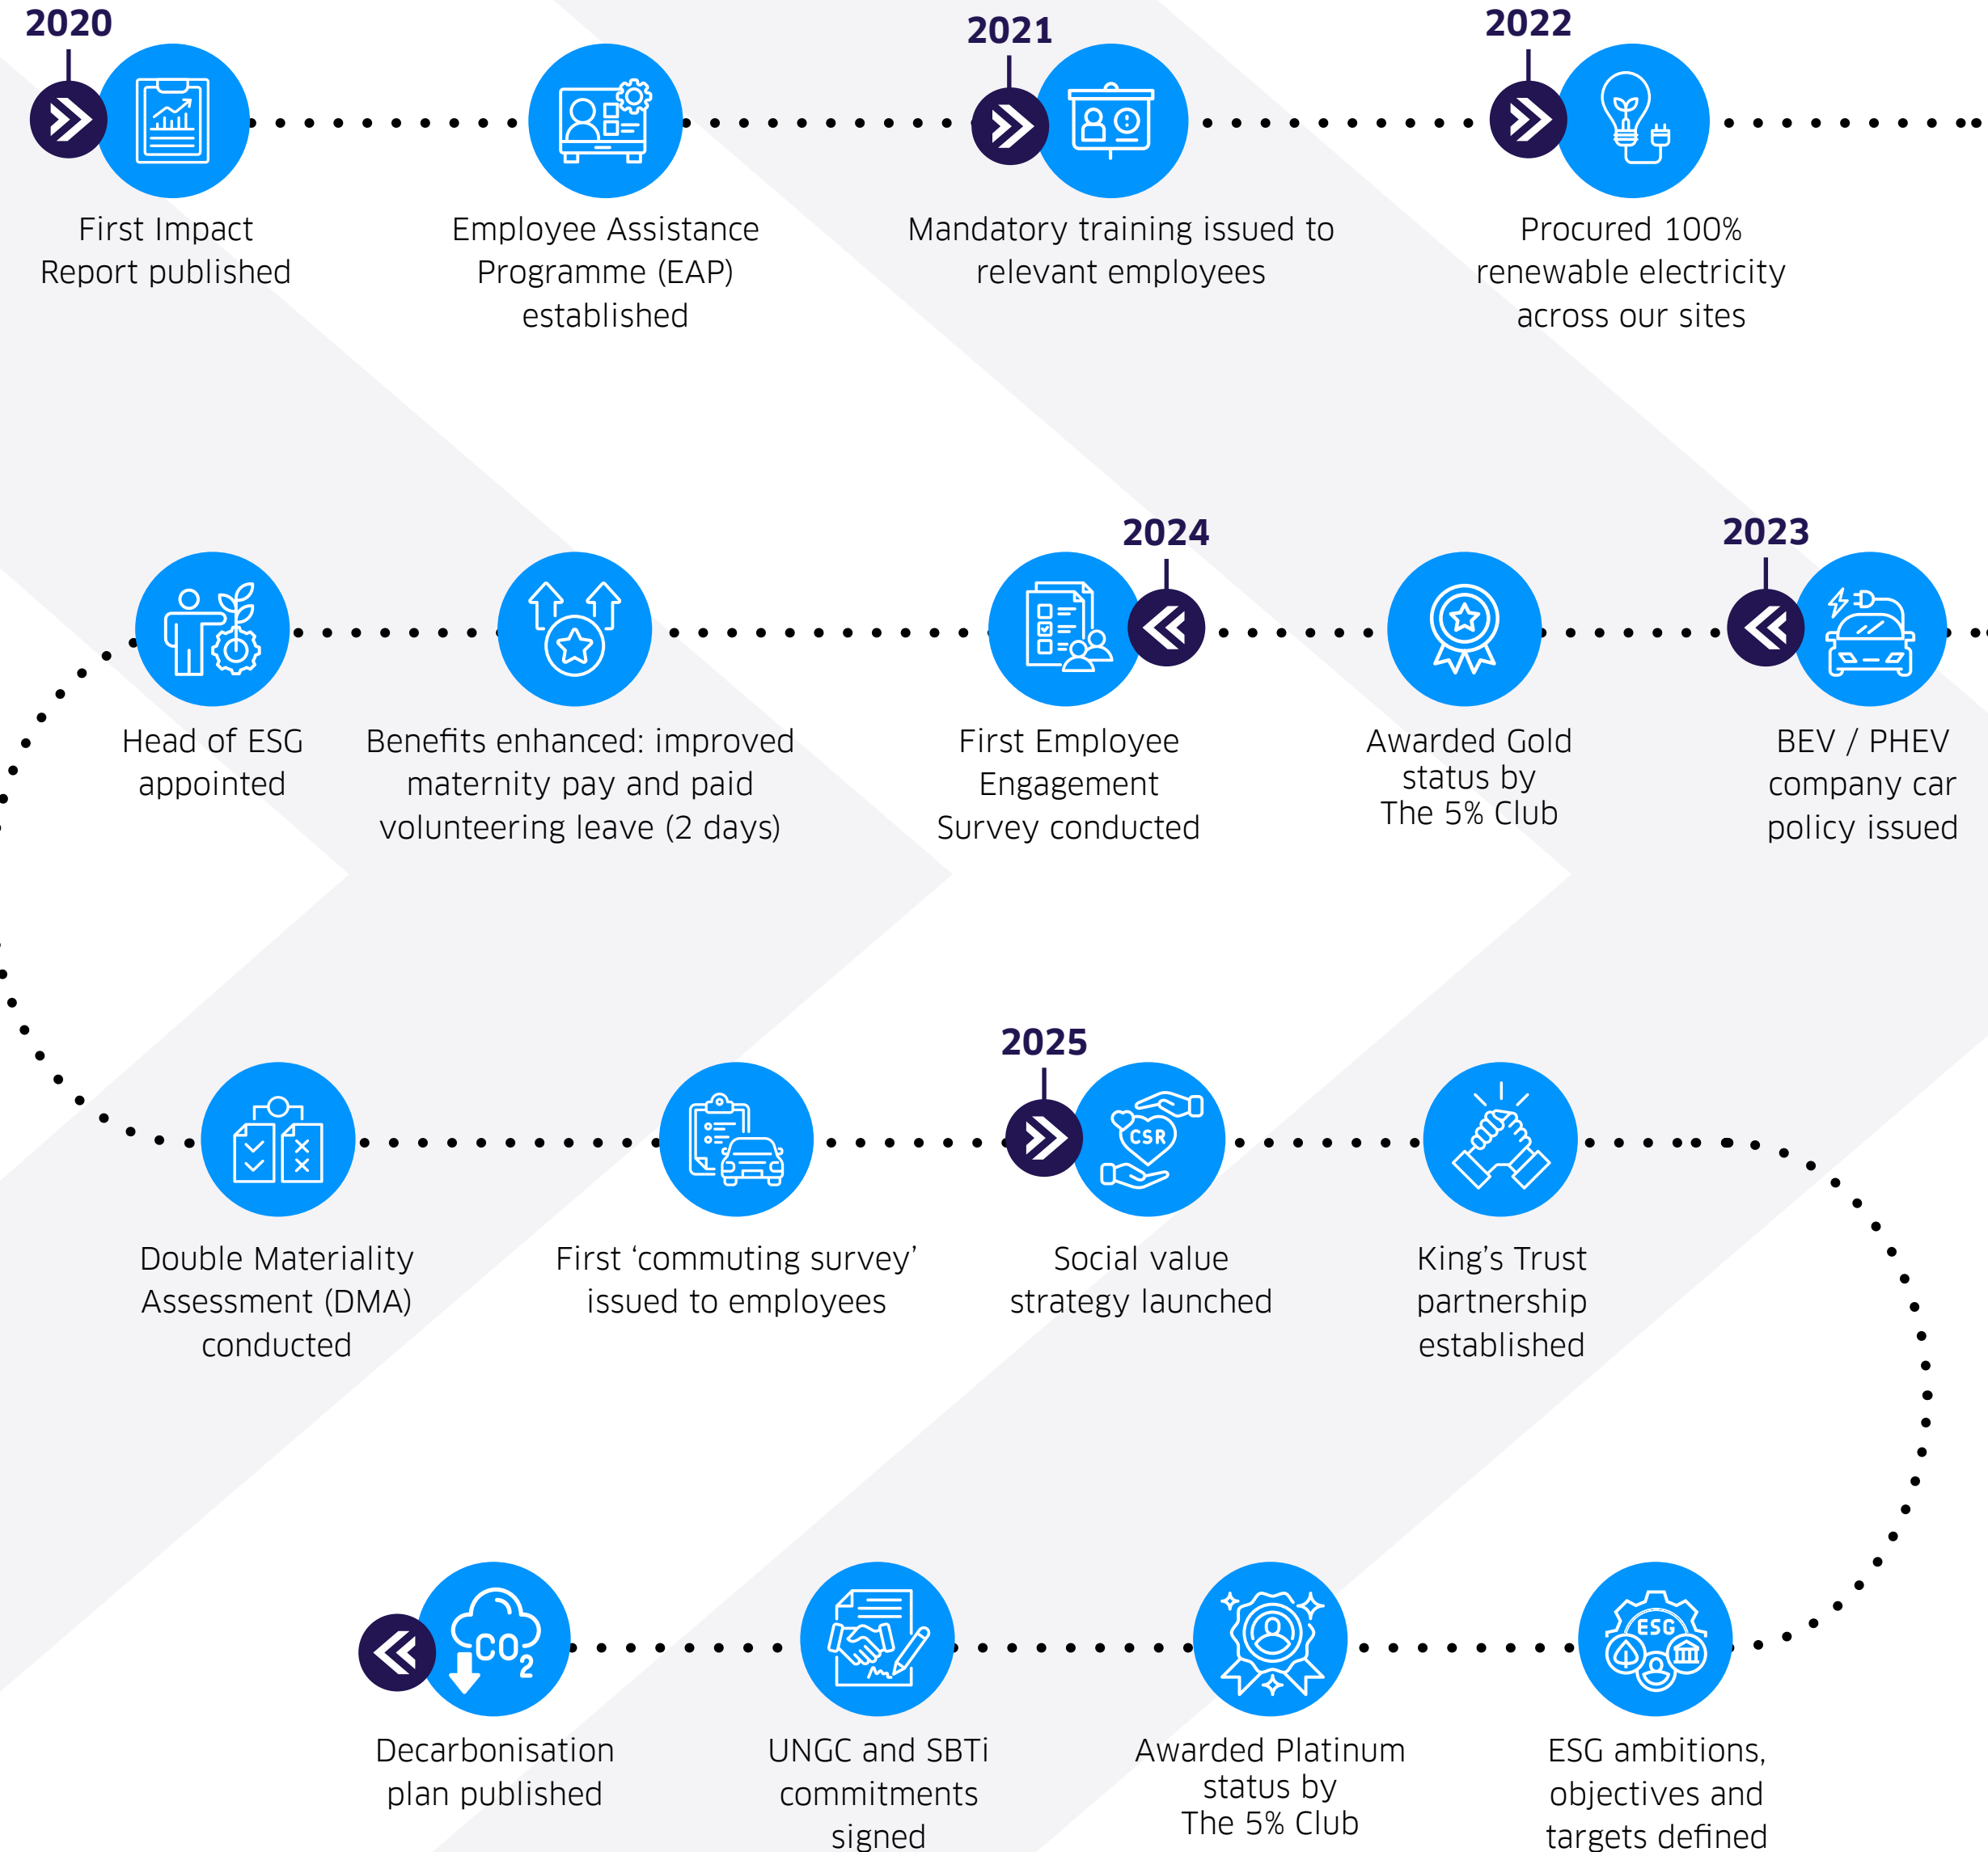 2020
First Impact
Report published
Employee Assistance
Programme (EAP)
established
2021
Mandatory training issued to
relevant employees
2022
Procured 100%
renewable electricity
across our sites
2023
BEV / PHEV
company car
policy issued
Awarded Gold
status by
The 5% Club
2024
First Employee
Engagement
Survey conducted
Benefits enhanced: improved
maternity pay and paid
volunteering leave (2 days)
Head of ESG
appointed
Double Materiality
Assessment (DMA)
conducted
First ‘commuting survey’
issued to employees
2025
CSR
Social value
strategy launched
King’s Trust
partnership
established
ESG
ESG ambitions,
objectives and
targets defined
Awarded Platinum
status by
The 5% Club
UNGC and SBTi
commitments
signed
CO2
Decarbonisation
plan published